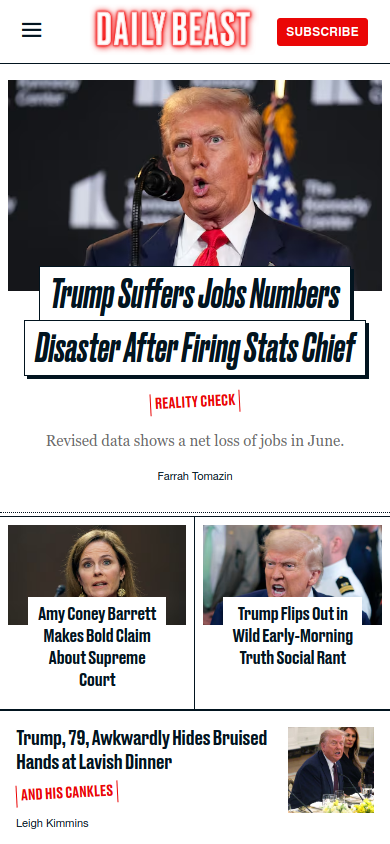 DAILY BEAST
SUBSCRIBE
The
Kennedy
Center
Trump Suffers Jobs Numbers
Disaster After Firing Stats Chief
REALITY CHECK
Revised data shows a net loss of jobs in June.
Farrah Tomazin
Amy Coney Barrett
Makes Bold Claim
About Supreme
Court
Trump Flips Out in
Wild Early-Morning
Truth Social Rant
Trump, 79, Awkwardly Hides Bruised
Hands at Lavish Dinner
AND HIS CANKLES
Leigh Kimmins